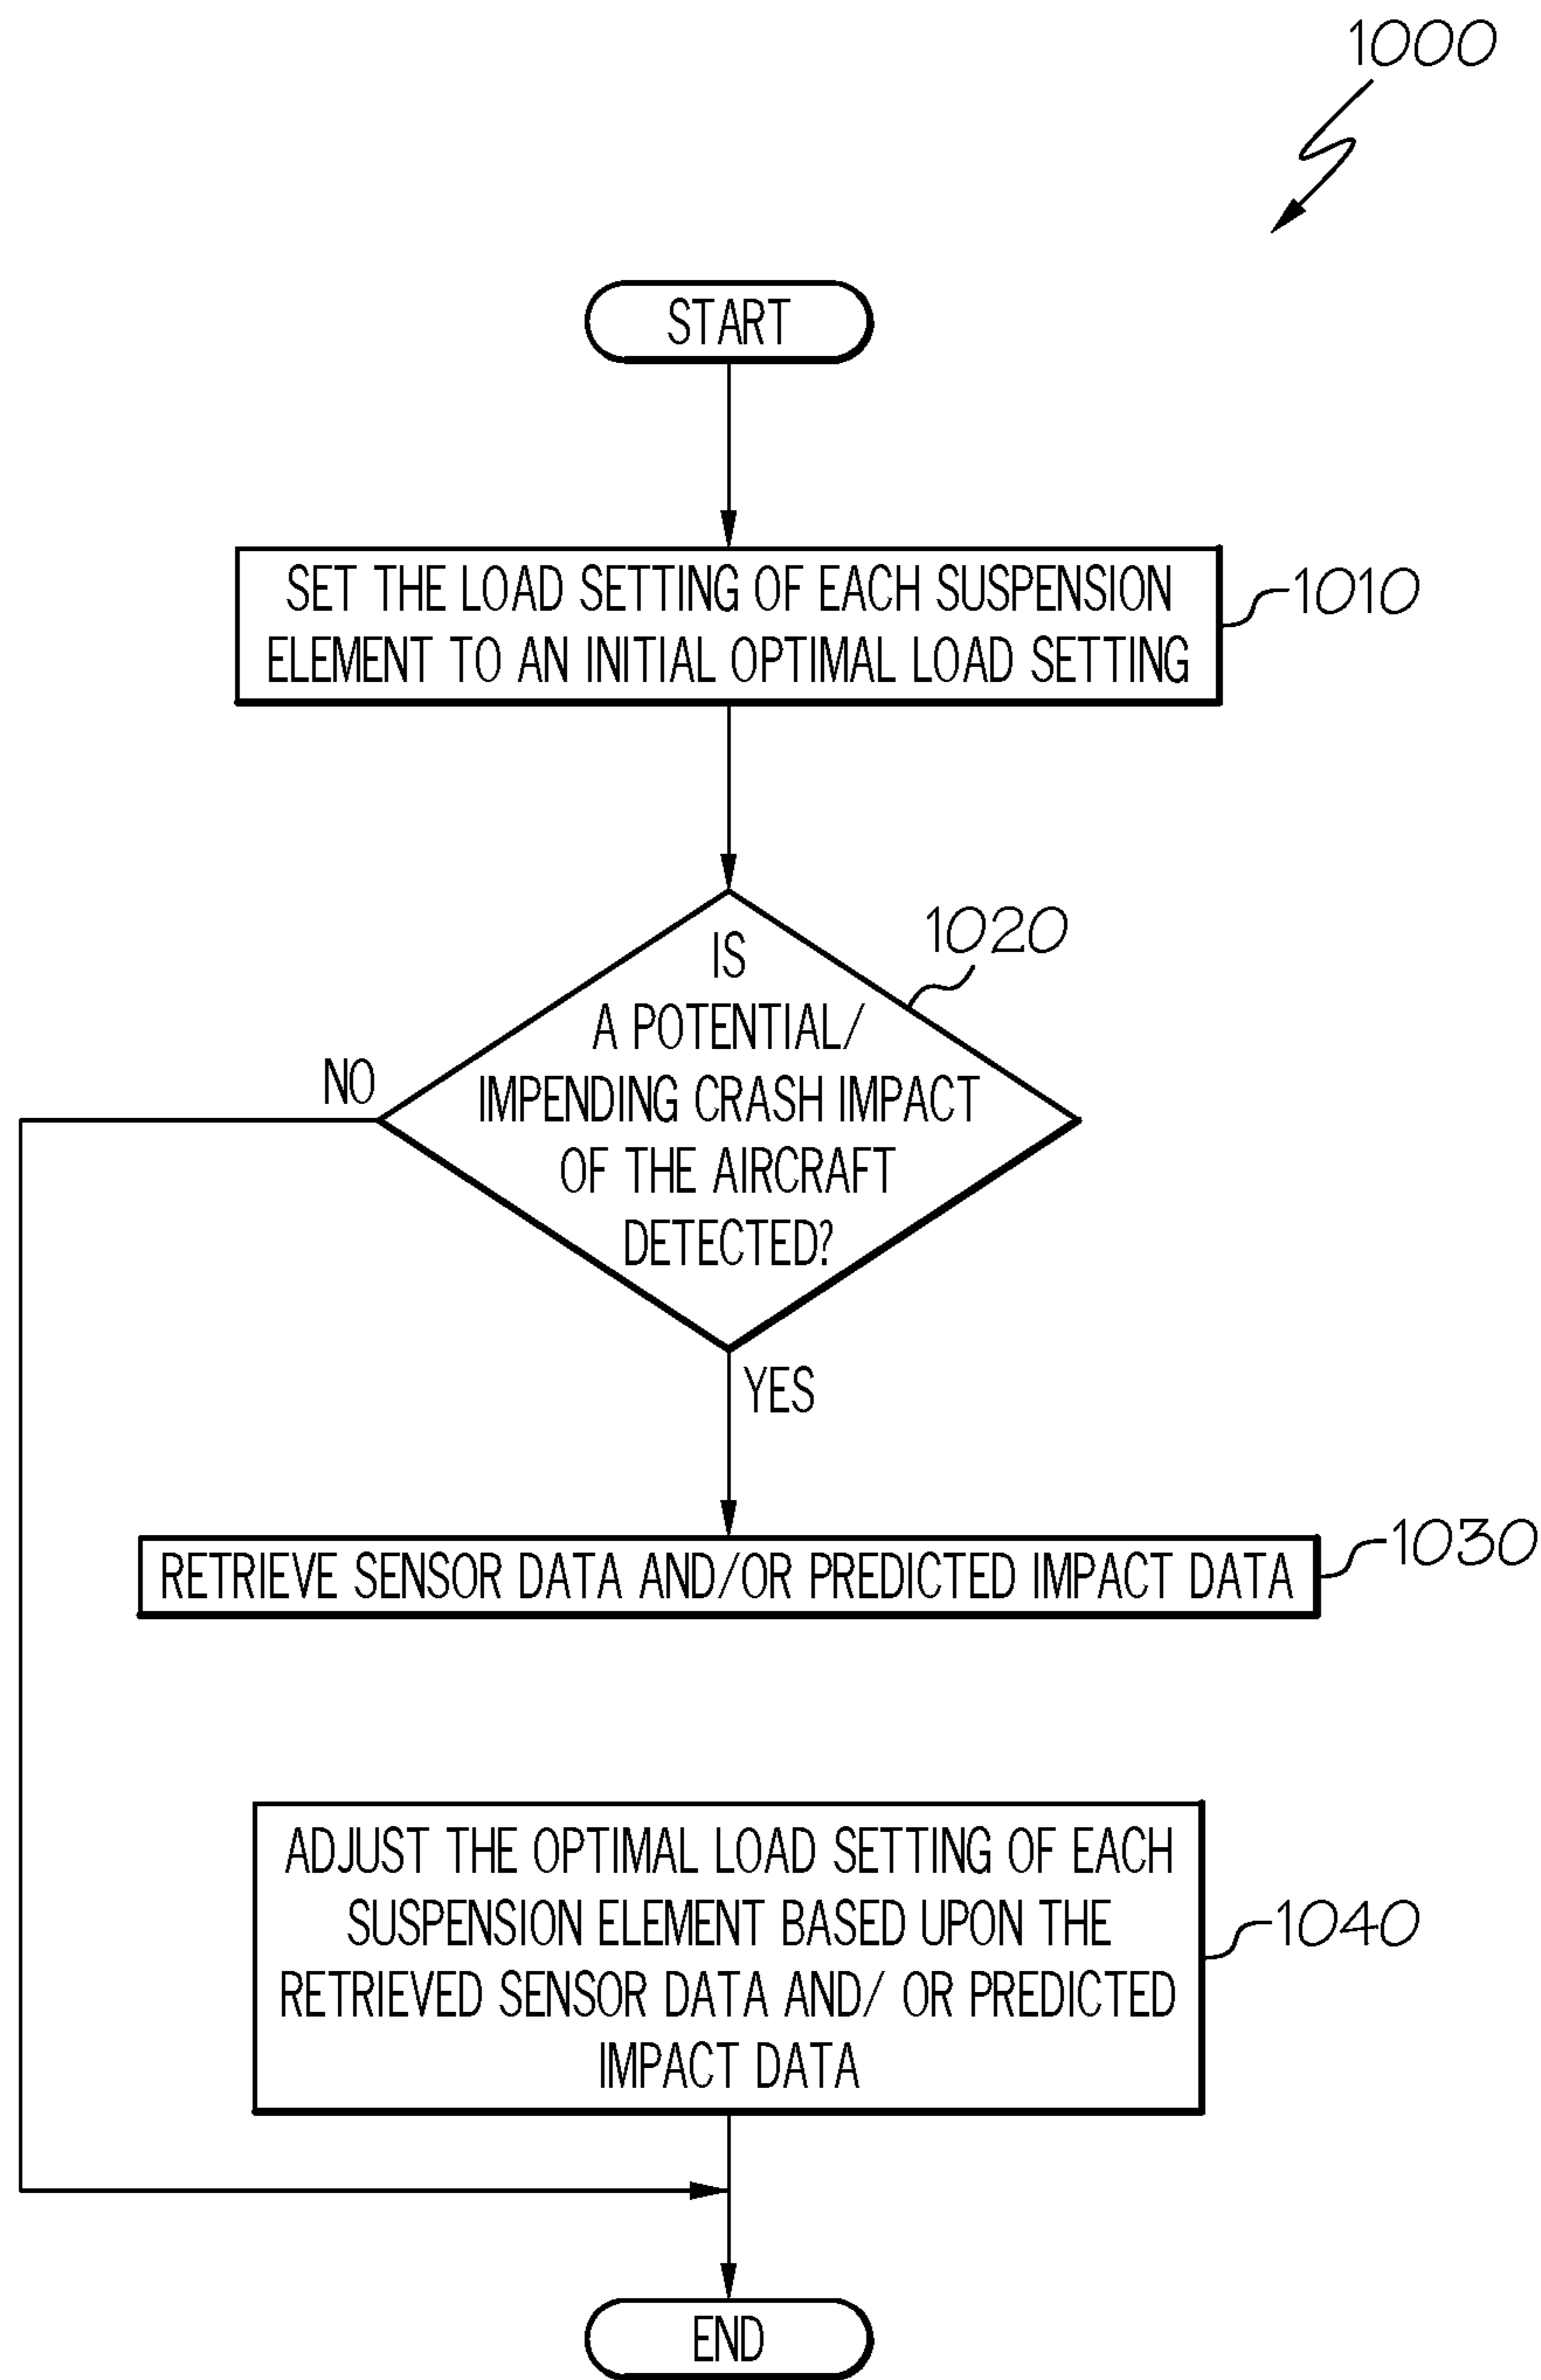 1000
START
SET THE LOAD SETTING OF EACH SUSPENSION
ELEMENT TO AN INITIAL OPTIMAL LOAD SETTING
1010
1020
IS
A POTENTIAL/
IMPENDING CRASH IMPACT
OF THE AIRCRAFT
DETECTED?
NO
YES
RETRIEVE SENSOR DATA AND/OR PREDICTED IMPACT DATA
1030
ADJUST THE OPTIMAL LOAD SETTING OF EACH
SUSPENSION ELEMENT BASED UPON THE
RETRIEVED SENSOR DATA AND/ OR PREDICTED
IMPACT DATA
1040
END